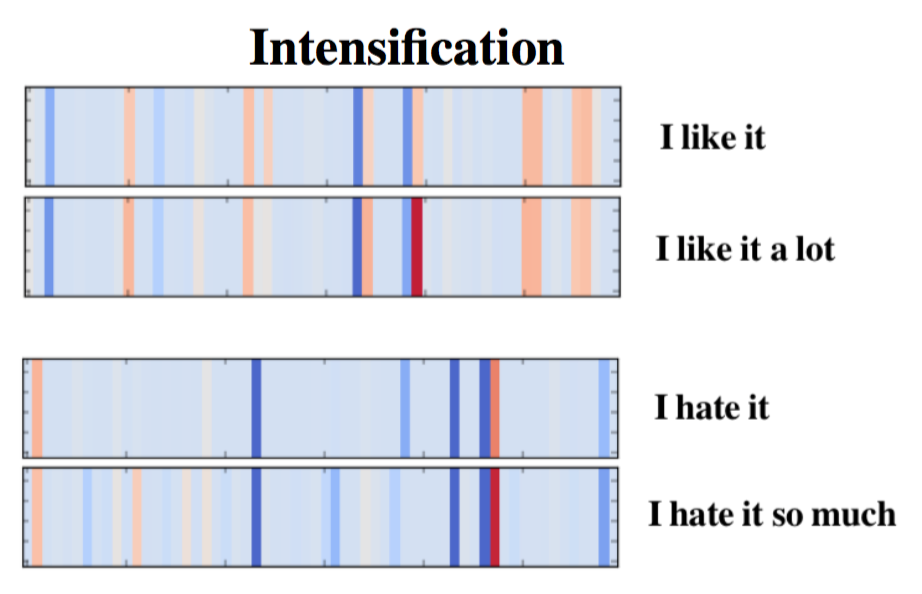 Intensification
I like it
I like it a lot
I hate it
I hate it so much